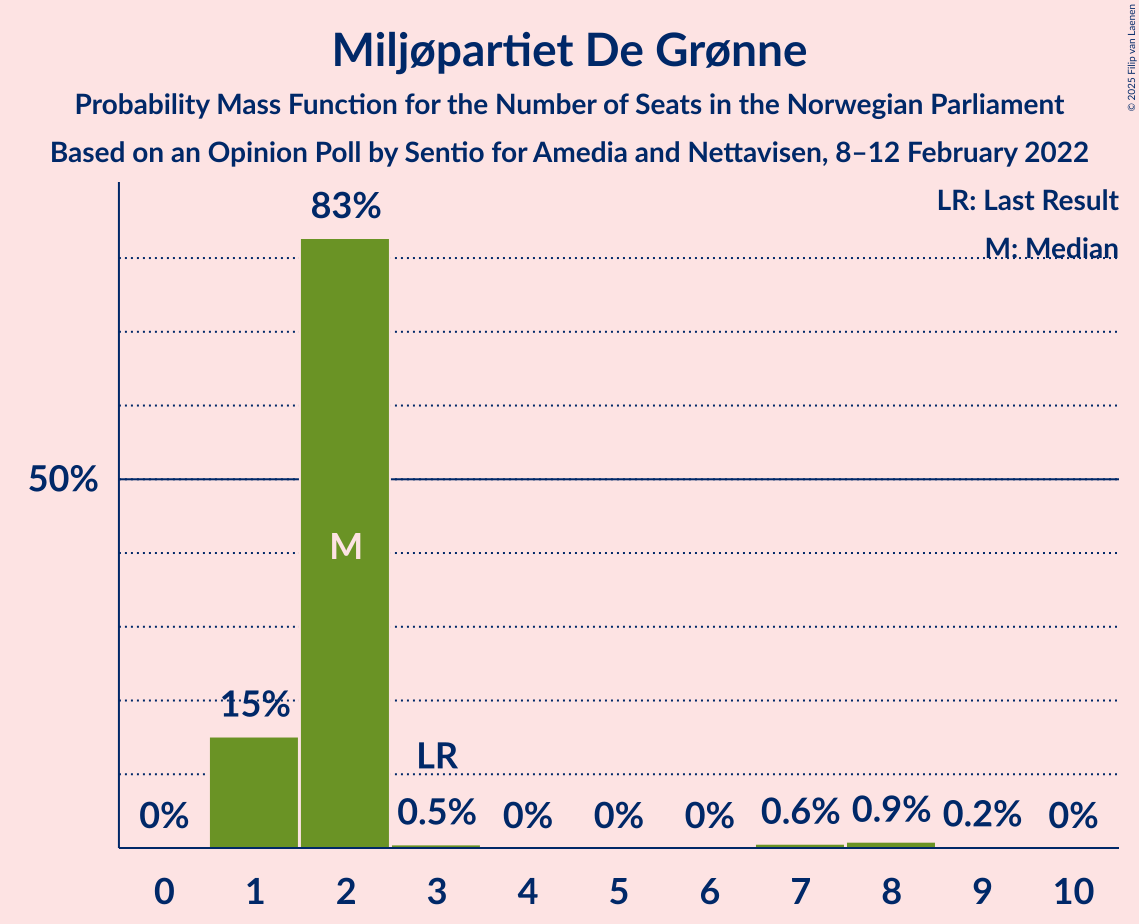 Miljøpartiet De Grønne
Probability Mass Function for the Number of Seats in the Norwegian Parliament
Based on an Opinion Poll by Sentio for Amedia and Nettavisen, 8–12 February 2022
© 2025 Filip van Laenen
LR: Last Result
M: Median
83%
50%
M
15%
LR
0% 0.5% 0% 0% 0% 0.6% 0.9% 0.2% 0%
0 1 2 3 4 5 6 7 8 9 10